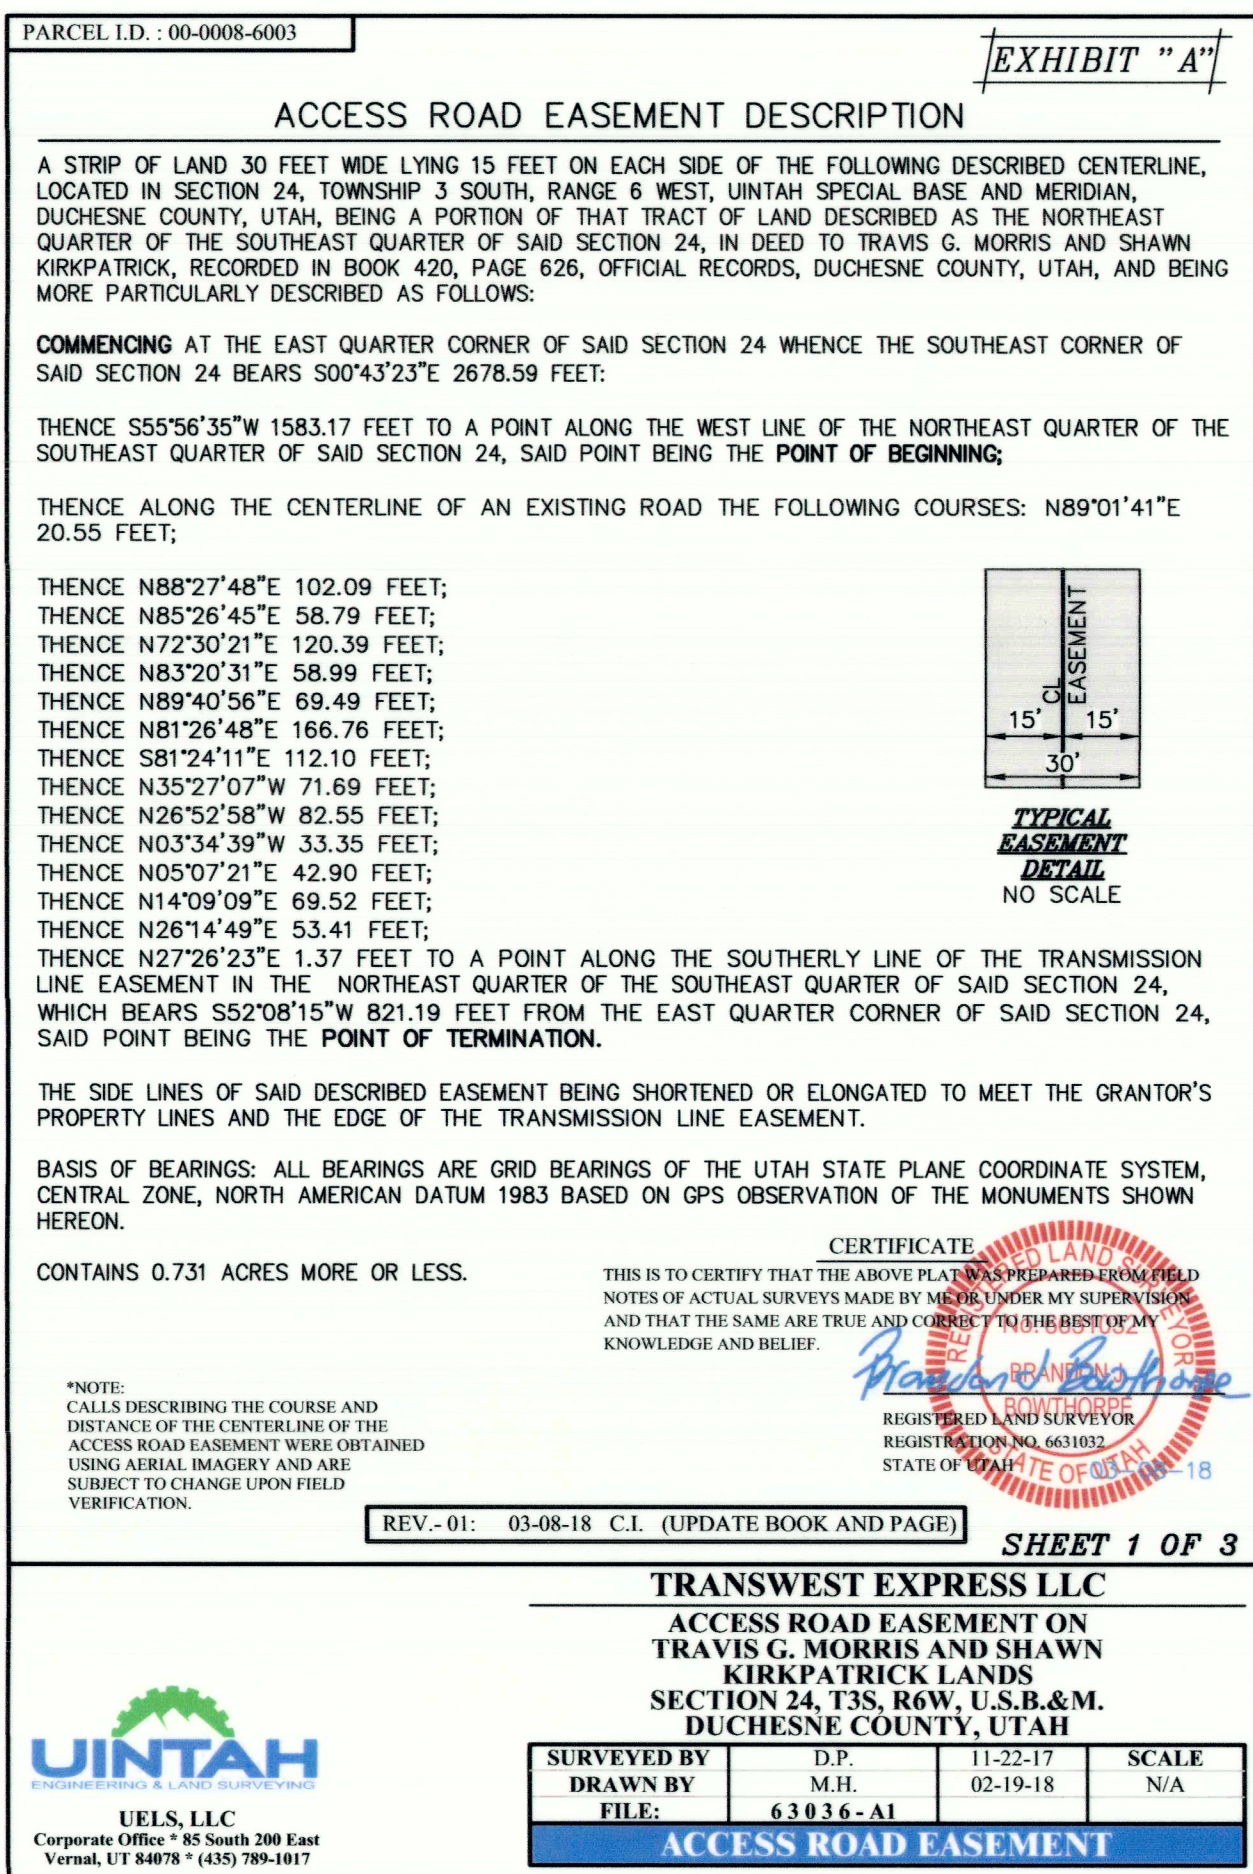 PARCEL I.D. : 00-0008-6003
EXHIBIT "A"
ACCESS ROAD EASEMENT DESCRIPTION
A STRIP OF LAND 30 FEET WIDE LYING 15 FEET ON EACH SIDE OF THE FOLLOWING DESCRIBED CENTERLINE,
LOCATED IN SECTION 24, TOWNSHIP 3 SOUTH, RANGE 6 WEST, UINTAH SPECIAL BASE AND MERIDIAN,
DUCHESNE COUNTY, UTAH, BEING A PORTION OF THAT TRACT OF LAND DESCRIBED AS THE NORTHEAST
QUARTER OF THE SOUTHEAST QUARTER OF SAID SECTION 24, IN DEED TO TRAVIS G. MORRIS AND SHAWN
KIRKPATRICK, RECORDED IN BOOK 420, PAGE 626, OFFICIAL RECORDS, DUCHESNE COUNTY, UTAH, AND BEING
MORE PARTICULARLY DESCRIBED AS FOLLOWS:
COMMENCING AT THE EAST QUARTER CORNER OF SAID SECTION 24 WHENCE THE SOUTHEAST CORNER OF
SAID SECTION 24 BEARS S00°43'23"E 2678.59 FEET:
THENCE S55°56'35"W 1583.17 FEET TO A POINT ALONG THE WEST LINE OF THE NORTHEAST QUARTER OF THE
SOUTHEAST QUARTER OF SAID SECTION 24, SAID POINT BEING THE POINT OF BEGINNING;
THENCE ALONG THE CENTERLINE OF AN EXISTING ROAD THE FOLLOWING COURSES: N89°01'41"E
20.55 FEET;
THENCE N88°27'48"E 102.09 FEET;
THENCE N85°26'45"E 58.79 FEET;
THENCE N72°30'21"E 120.39 FEET;
THENCE N83°20'31"E 58.99 FEET;
THENCE N89°40'56"E 69.49 FEET;
THENCE N81°26'48"E 166.76 FEET;
THENCE S81°24'11"E 112.10 FEET;
THENCE N35°27'07"W 71.69 FEET;
THENCE N26°52'58"W 82.55 FEET;
THENCE N03°34'39"W 33.35 FEET;
THENCE N05°07'21"E 42.90 FEET;
THENCE N14°09'09"E 69.52 FEET;
THENCE N26°14'49"E 53.41 FEET;
THENCE N27°26'23"E 1.37 FEET TO A POINT ALONG THE SOUTHERLY LINE OF THE TRANSMISSION
LINE EASEMENT IN THE NORTHEAST QUARTER OF THE SOUTHEAST QUARTER OF SAID SECTION 24,
WHICH BEARS S52°08'15"W 821.19 FEET FROM THE EAST QUARTER CORNER OF SAID SECTION 24,
SAID POINT BEING THE POINT OF TERMINATION.
CL
EASEMENT
15' 15'
30'
TYPICAL
EASEMENT
DETAIL
NO SCALE
THE SIDE LINES OF SAID DESCRIBED EASEMENT BEING SHORTENED OR ELONGATED TO MEET THE GRANTOR'S
PROPERTY LINES AND THE EDGE OF THE TRANSMISSION LINE EASEMENT.
BASIS OF BEARINGS: ALL BEARINGS ARE GRID BEARINGS OF THE UTAH STATE PLANE COORDINATE SYSTEM,
CENTRAL ZONE, NORTH AMERICAN DATUM 1983 BASED ON GPS OBSERVATION OF THE MONUMENTS SHOWN
HEREON.
CONTAINS 0.731 ACRES MORE OR LESS.
CERTIFICATE
THIS IS TO CERTIFY THAT THE ABOVE PLAT WAS PREPARED FROM FIELD
NOTES OF ACTUAL SURVEYS MADE BY ME OR UNDER MY SUPERVISION
AND THAT THE SAME ARE TRUE AND CORRECT TO THE BEST OF MY
KNOWLEDGE AND BELIEF.
Brandon J Bowthorpe
REGISTERED LAND SURVEYOR
REGISTRATION NO. 6631032
STATE OF UTAH
REGISTERED LAND SURVEYOR
No. 6631032
BRANDON J.
BOWTHORPE
STATE OF UTAH
03-08-18
*NOTE:
CALLS DESCRIBING THE COURSE AND
DISTANCE OF THE CENTERLINE OF THE
ACCESS ROAD EASEMENT WERE OBTAINED
USING AERIAL IMAGERY AND ARE
SUBJECT TO CHANGE UPON FIELD
VERIFICATION.
REV.- 01: 03-08-18 C.I. (UPDATE BOOK AND PAGE)
SHEET 1 OF 3
TRANSWEST EXPRESS LLC
ACCESS ROAD EASEMENT ON
TRAVIS G. MORRIS AND SHAWN
KIRKPATRICK LANDS
SECTION 24, T3S, R6W, U.S.B.&M.
DUCHESNE COUNTY, UTAH
SURVEYED BY D.P. 11-22-17 SCALE
DRAWN BY M.H. 02-19-18 N/A
FILE: 63036-A1
ACCESS ROAD EASEMENT
UINTAH
ENGINEERING & LAND SURVEYING
UELS, LLC
Corporate Office * 85 South 200 East
Vernal, UT 84078 * (435) 789-1017